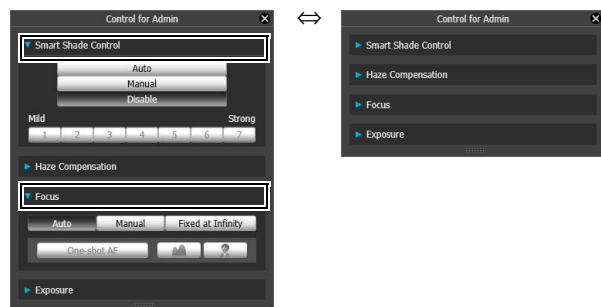 Control for Admin
Smart Shade Control
Auto
Manual
Disable
Mild Strong
1 2 3 4 5 6 7
Haze Compensation
Focus
Auto Manual Fixed at Infinity
One-shot AF
Exposure
Control for Admin
Smart Shade Control
Haze Compensation
Focus
Exposure